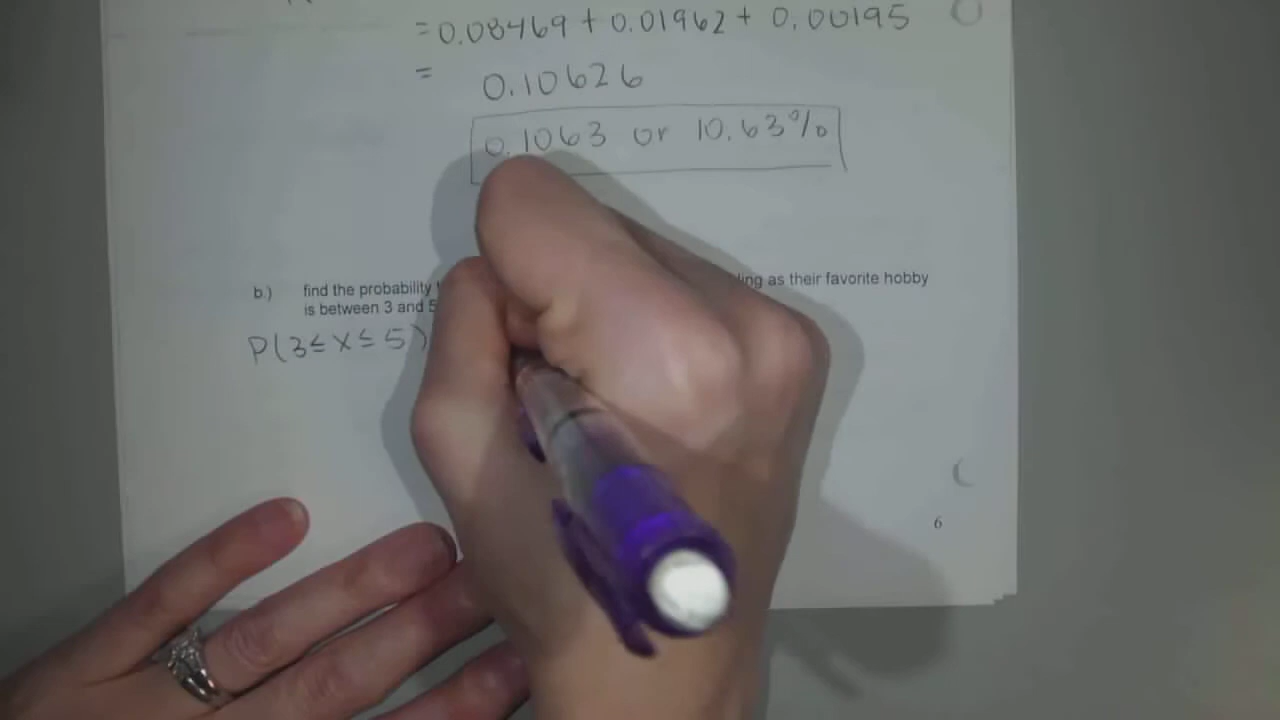 = 0.08469 + 0.01962 + 0.00195
= 0.10626
0.1063 or 10.63%
b.) find the probability as their favorite hobby
is between 3 and 5
P(3 ≤ x ≤ 5)
6